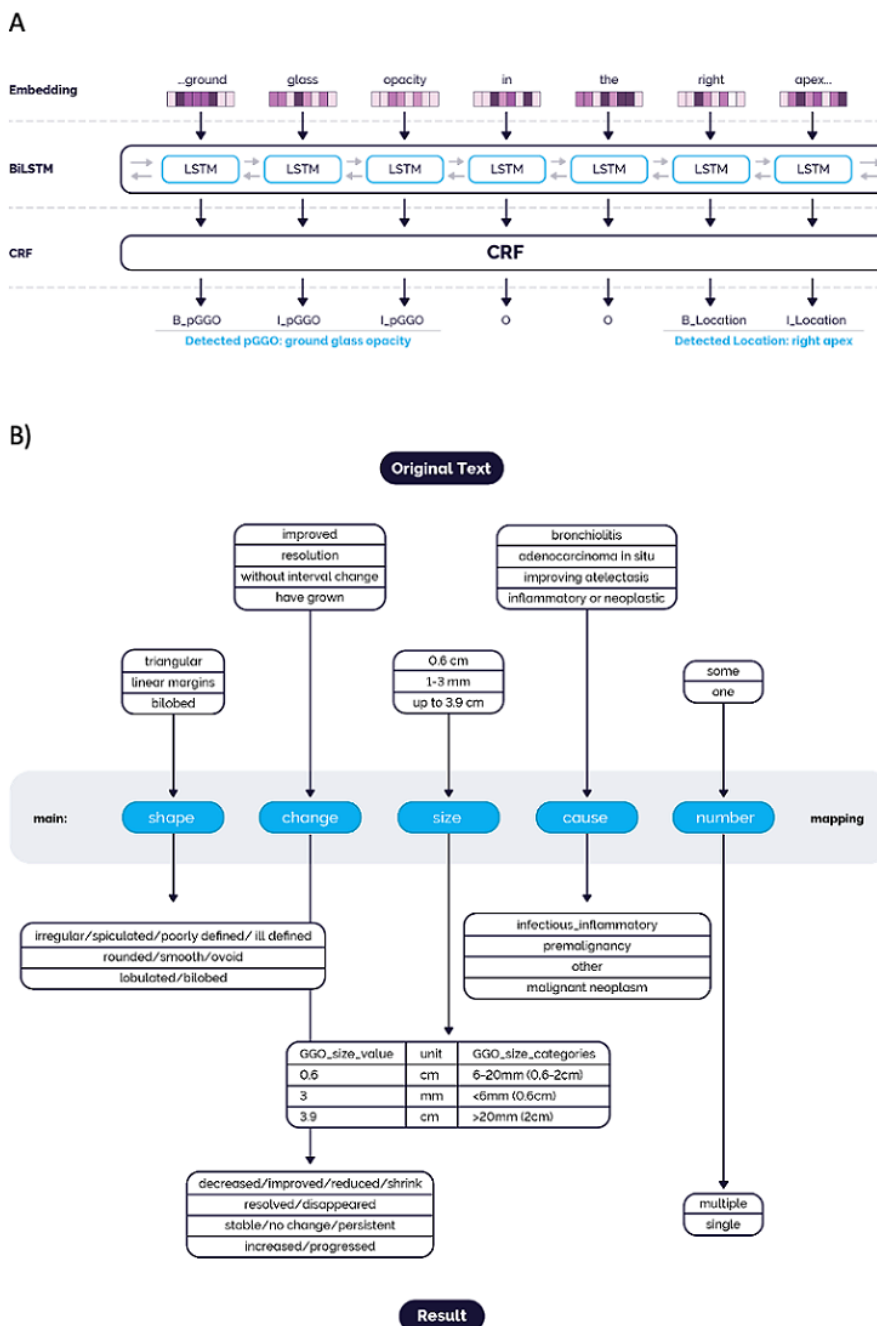 A
Embedding
...ground glass opacity in the right apex...
BiLSTM
LSTM LSTM LSTM LSTM LSTM LSTM LSTM
CRF
CRF
B_pGGO I_pGGO I_pGGO O O B_Location I_Location
Detected pGGO: ground glass opacity Detected Location: right apex
B)
Original Text
improved
resolution
without interval change
have grown
bronchiolitis
adenocarcinoma in situ
improving atelectasis
inflammatory or neoplastic
triangular
linear margins
bilobed
0.6 cm
1-3 mm
up to 3.9 cm
some
one
main: shape change size cause number mapping
irregular/spiculated/poorly defined/ ill defined
rounded/smooth/ovoid
lobulated/bilobed
infectious_inflammatory
premalignancy
other
malignant neoplasm
GGO_size_value unit GGO_size_categories
0.6 cm 6-20mm (0.6-2cm)
3 mm <6mm (0.6cm)
3.9 cm >20mm (2cm)
decreased/improved/reduced/shrink
resolved/disappeared
stable/no change/persistent
increased/progressed
multiple
single
Result